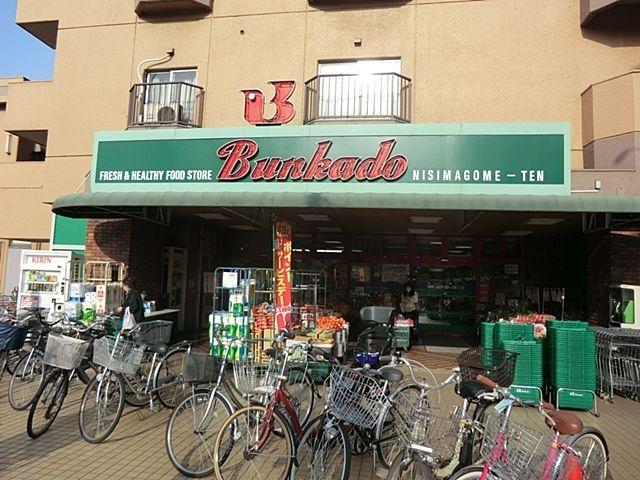 FRESH & HEALTHY FOOD STORE Bunkado NISIMAGOME — TEN
KIRIN